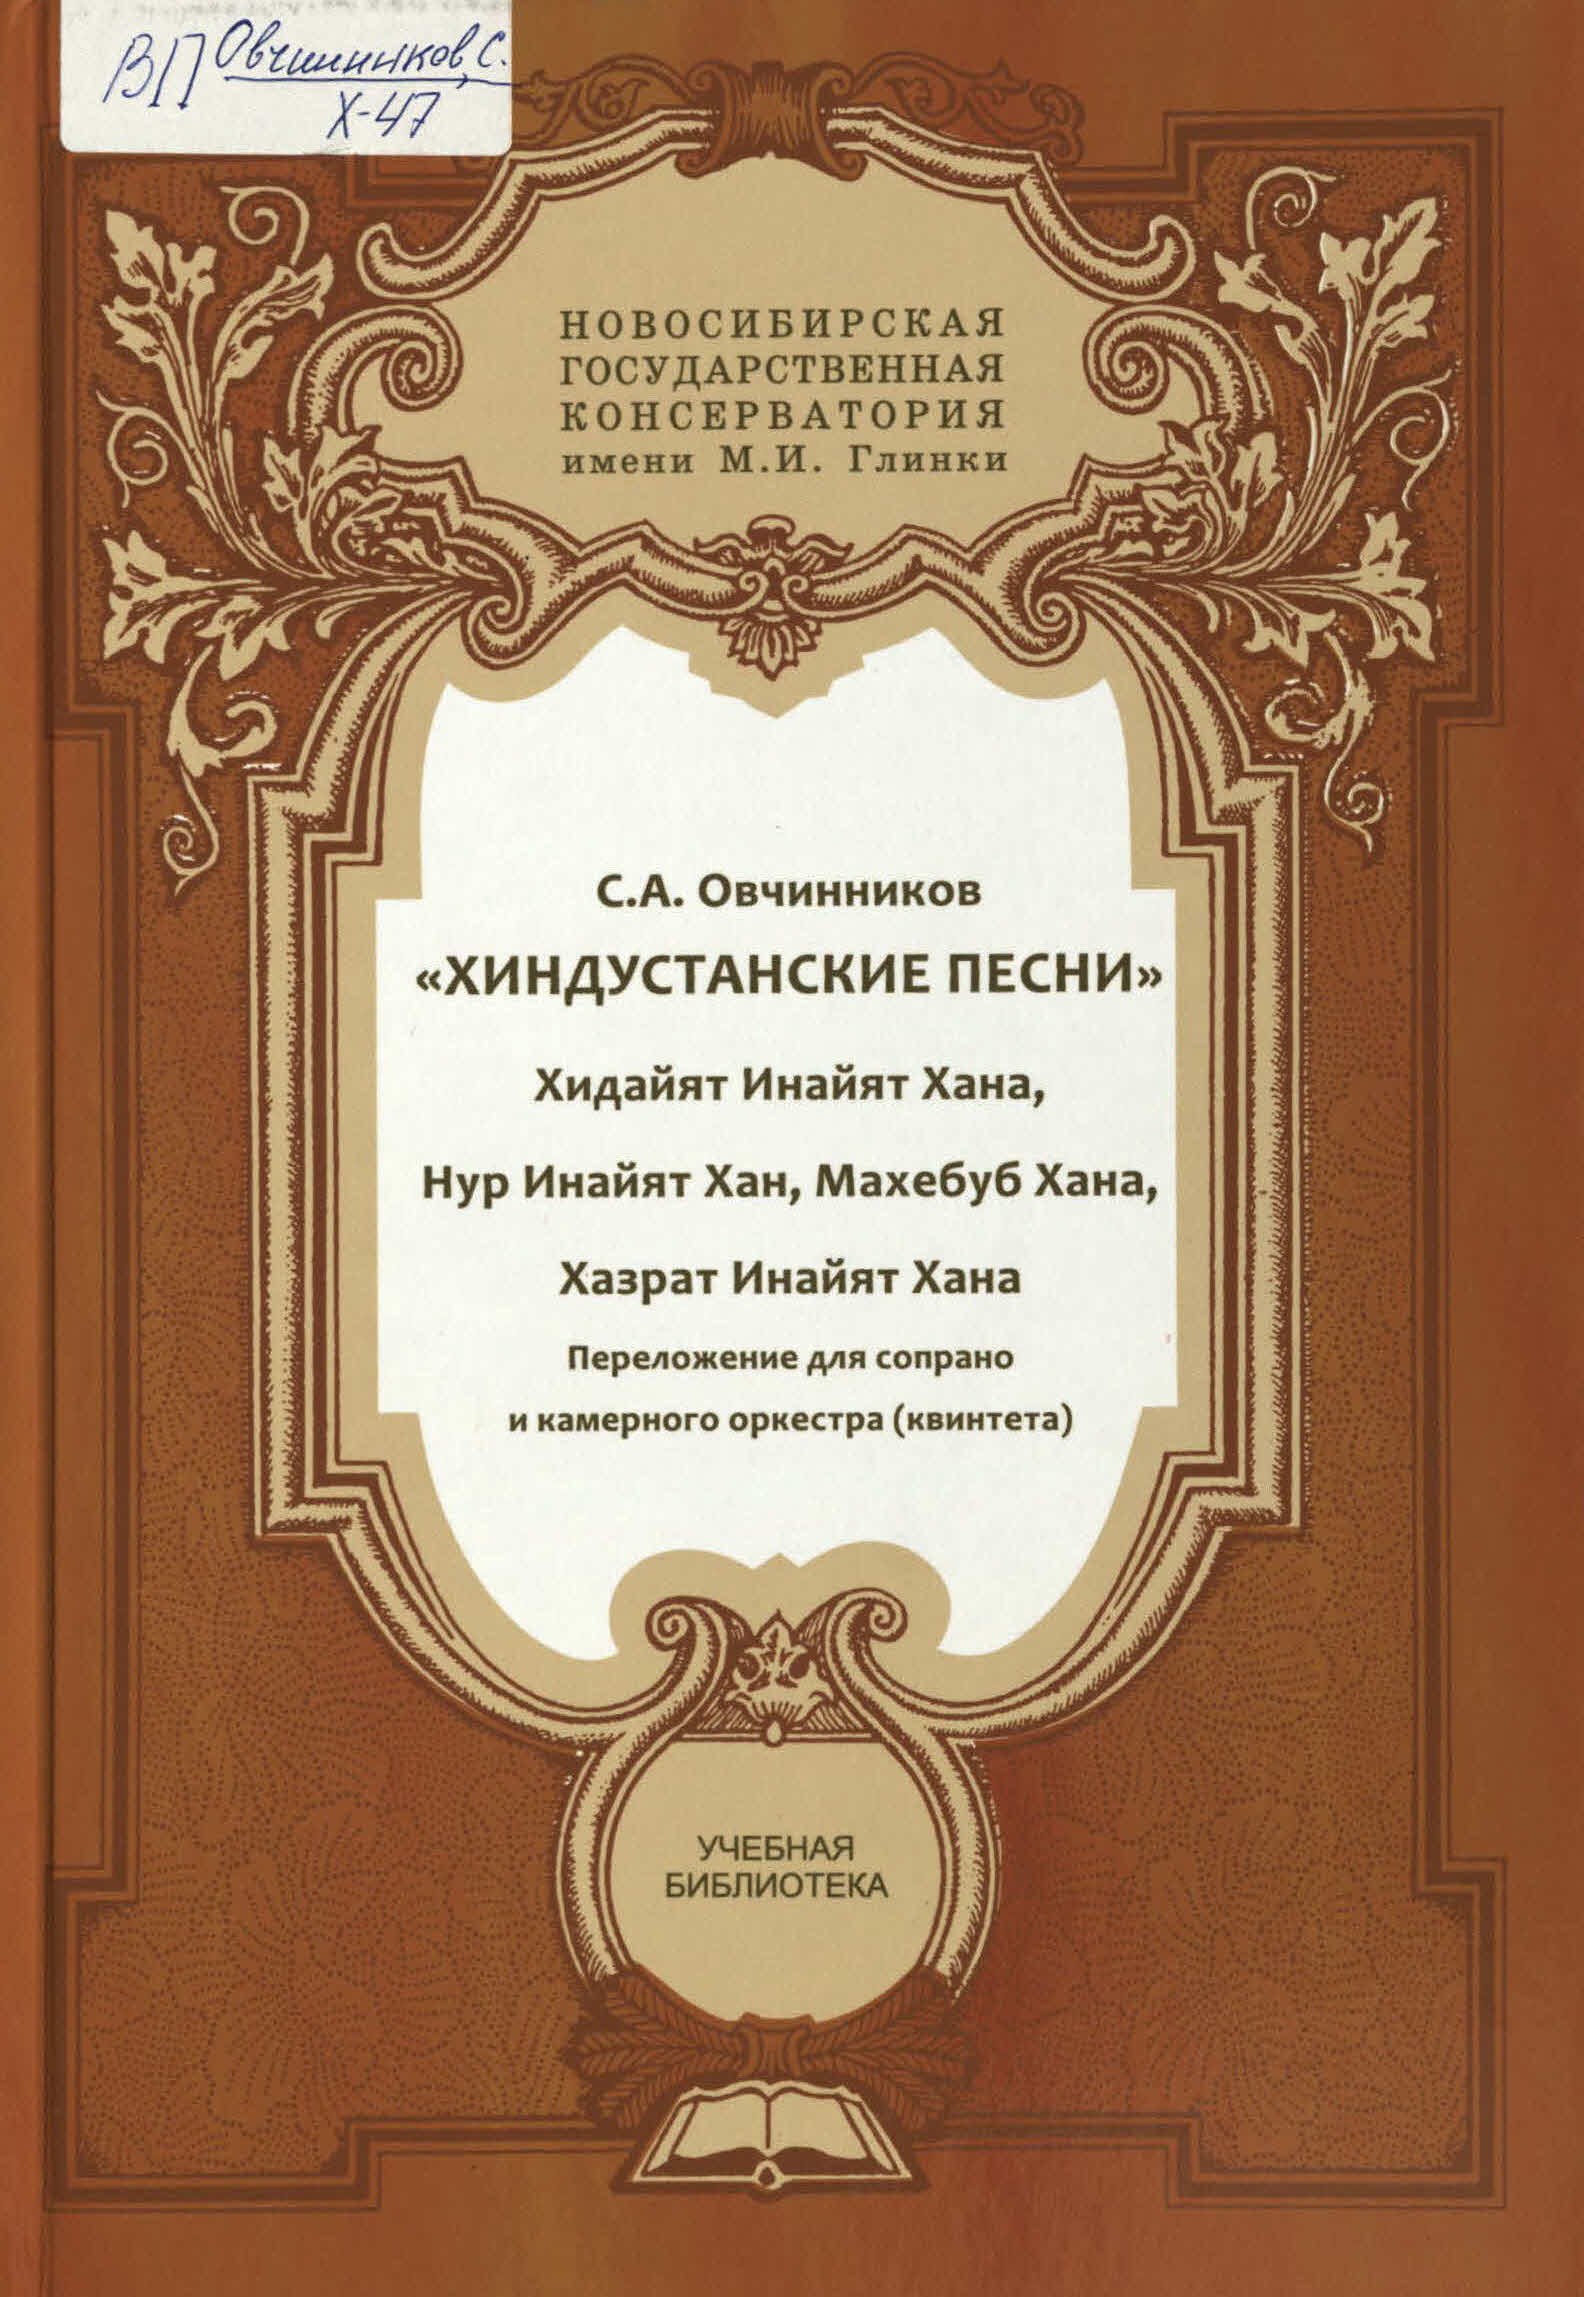 ВП Овчинников, С.
Х-47
НОВОСИБИРСКАЯ
ГОСУДАРСТВЕННАЯ
КОНСЕРВАТОРИЯ
имени М.И. Глинки
С.А. Овчинников
«ХИНДУСТАНСКИЕ ПЕСНИ»
Хидайят Инайят Хана,
Нур Инайят Хан, Махебуб Хана,
Хазрат Инайят Хана
Переложение для сопрано
и камерного оркестра (квинтета)
УЧЕБНАЯ
БИБЛИОТЕКА